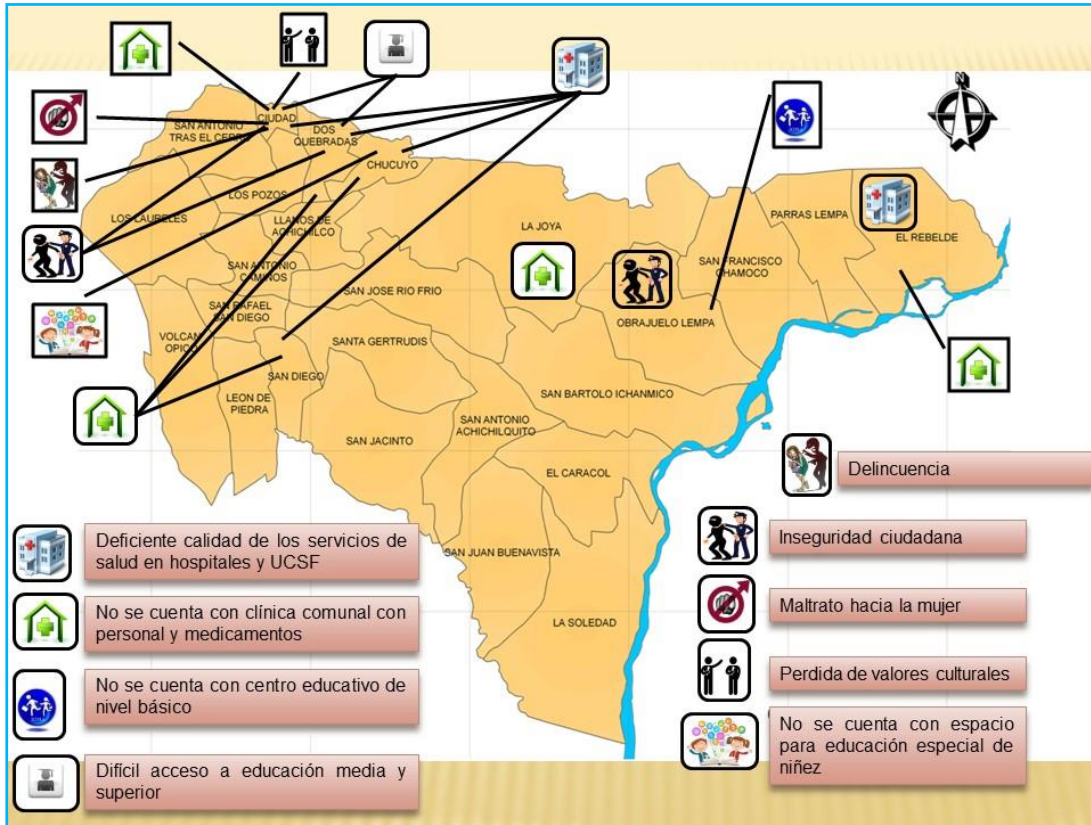 N
CIUDAD
SAN ANTONIO
TRAS EL CERRO
DOS
QUEBRADAS
CHUCUYO
LOS POZOS
LOS LAURELES
LLANOS DE
ACHICHILCO
LA JOYA
PARRAS LEMPA
EL REBELDE
SAN FRANCISCO
CHAMOCO
SAN ANTONIO
CAMINOS
SAN JOSE RIO FRIO
SAN RAFAEL
SAN DIEGO
OBRAJUELO LEMPA
VOLCAN
OPICO
SANTA GERTRUDIS
SAN DIEGO
LEON DE
PIEDRA
SAN BARTOLO ICHANMICO
SAN ANTONIO
ACHICHILQUITO
SAN JACINTO
EL CARACOL
SAN JUAN BUENAVISTA
LA SOLEDAD
Deficiente calidad de los servicios de
salud en hospitales y UCSF
No se cuenta con clínica comunal con
personal y medicamentos
No se cuenta con centro educativo de
nivel básico
Difícil acceso a educación media y
superior
Delincuencia
Inseguridad ciudadana
Maltrato hacia la mujer
Perdida de valores culturales
No se cuenta con espacio
para educación especial de
niñez